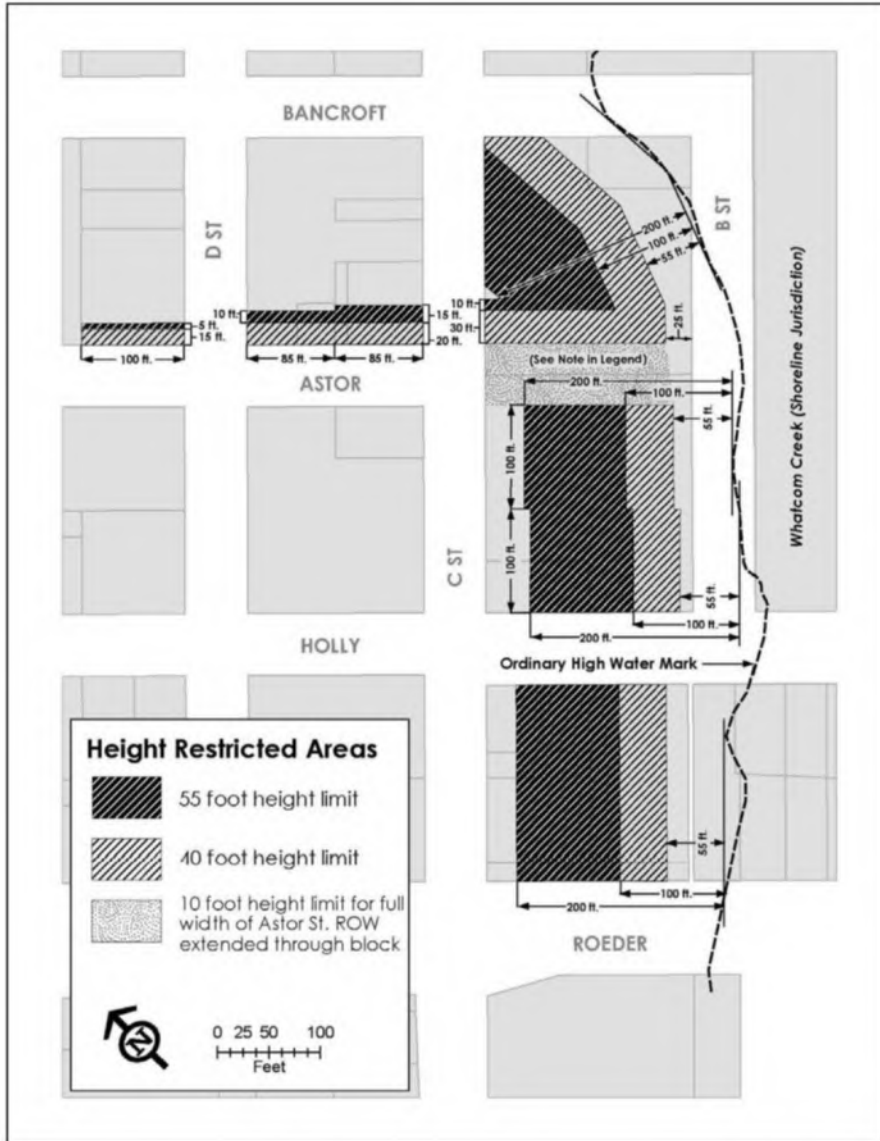 BANCROFT
D ST
B ST
200 ft.
100 ft.
55 ft.
10 ft.
5 ft.
15 ft.
10 ft.
15 ft.
30 ft.
20 ft.
25 ft.
100 ft.
85 ft.
85 ft.
(See Note in Legend)
ASTOR
200 ft.
100 ft.
55 ft.
100 ft.
100 ft.
C ST
Whatcom Creek (Shoreline Jurisdiction)
55 ft.
100 ft.
200 ft.
HOLLY
Ordinary High Water Mark
55 ft.
100 ft.
200 ft.
ROEDER
Height Restricted Areas
55 foot height limit
40 foot height limit
10 foot height limit for full
width of Astor St. ROW
extended through block
N
0 25 50 100
Feet